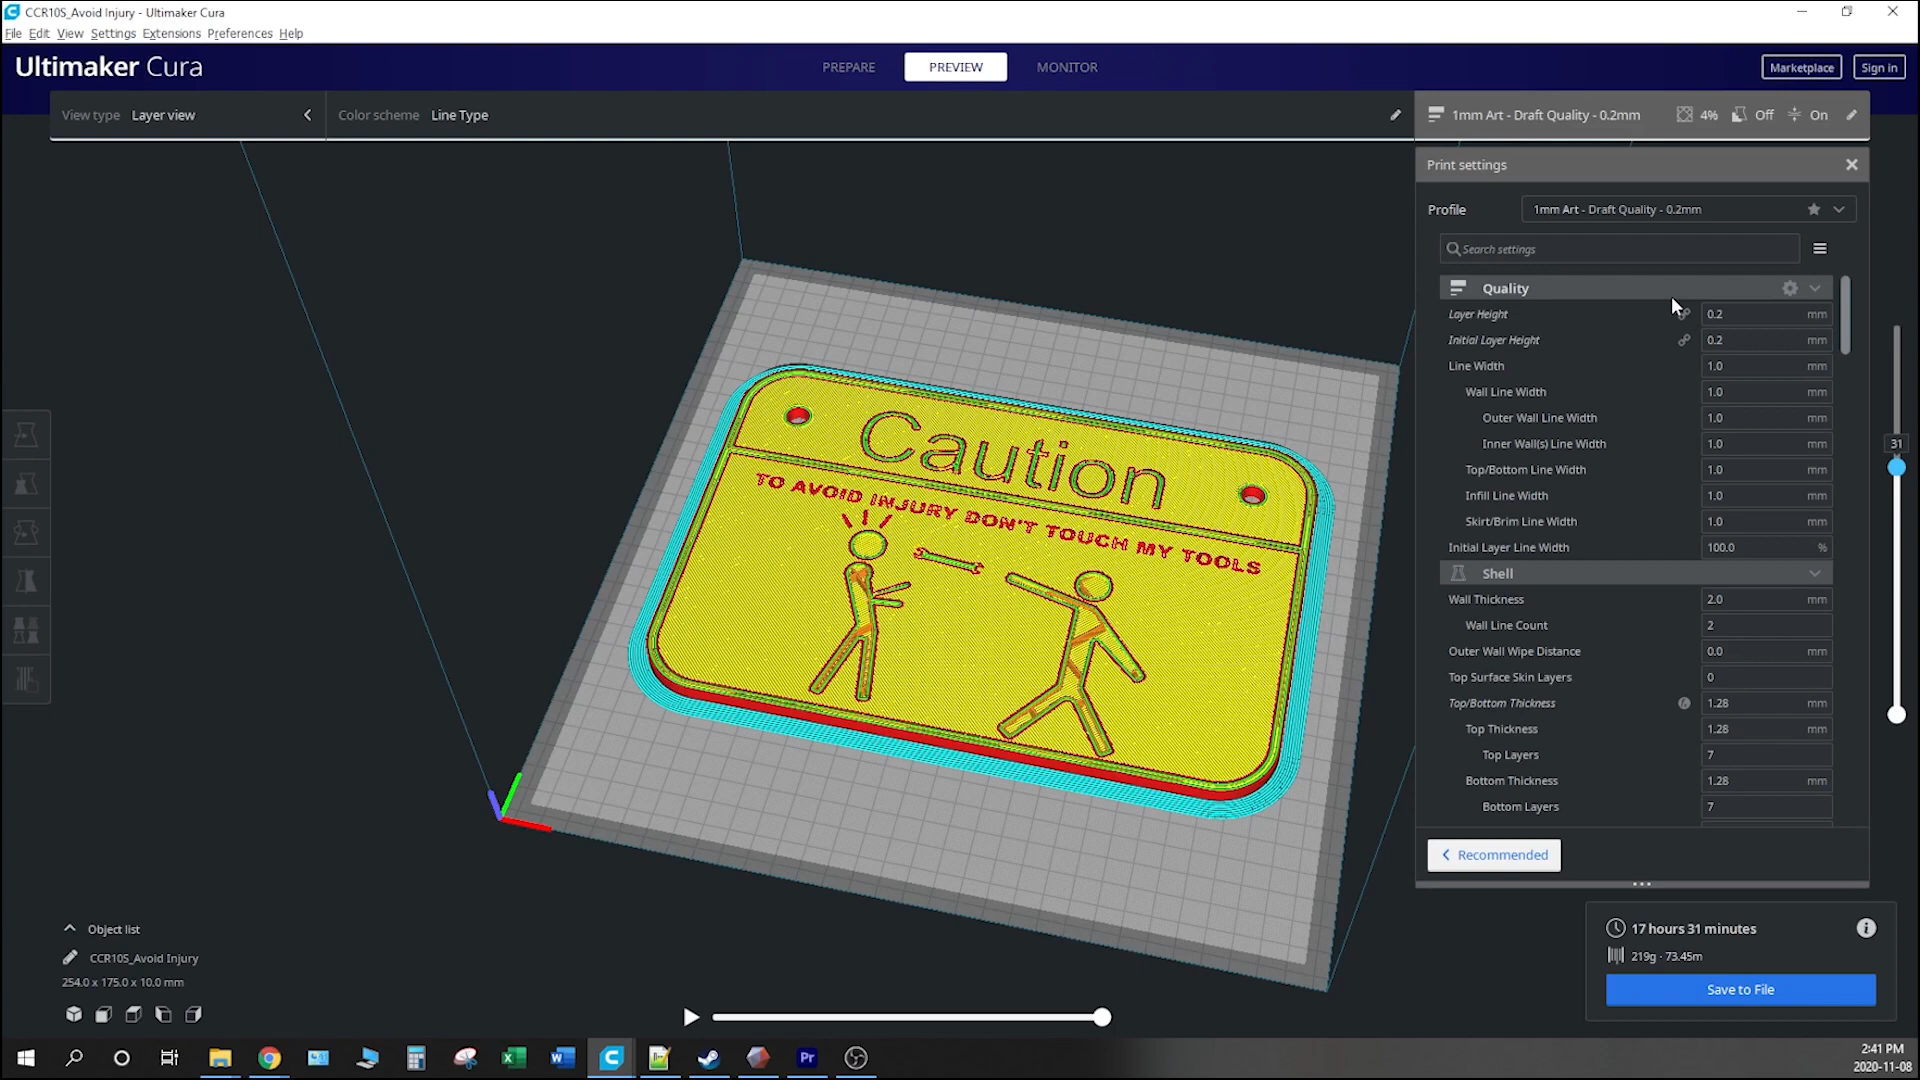 CCR10S_Avoid Injury - Ultimaker Cura
File Edit View Settings Extensions Preferences Help
Ultimaker Cura
PREPARE PREVIEW MONITOR
Marketplace Sign in
View type Layer view Color scheme Line Type
1mm Art - Draft Quality - 0.2mm 4% Off On
Print settings
Profile 1mm Art - Draft Quality - 0.2mm
Search settings
Quality
Layer Height 0.2 mm
Initial Layer Height 0.2 mm
Line Width 1.0 mm
Wall Line Width 1.0 mm
Outer Wall Line Width 1.0 mm
Inner Wall(s) Line Width 1.0 mm
Top/Bottom Line Width 1.0 mm
Infill Line Width 1.0 mm
Skirt/Brim Line Width 1.0 mm
Initial Layer Line Width 100.0 %
Shell
Wall Thickness 2.0 mm
Wall Line Count 2
Outer Wall Wipe Distance 0.0 mm
Top Surface Skin Layers 0
Top/Bottom Thickness 1.28 mm
Top Thickness 1.28 mm
Top Layers 7
Bottom Thickness 1.28 mm
Bottom Layers 7
Recommended
31
Caution
TO AVOID INJURY DON'T TOUCH MY TOOLS
Object list
CCR10S_Avoid Injury
254.0 x 175.0 x 10.0 mm
17 hours 31 minutes
219g · 73.45m
Save to File
Pr
2:41 PM
2020-11-08